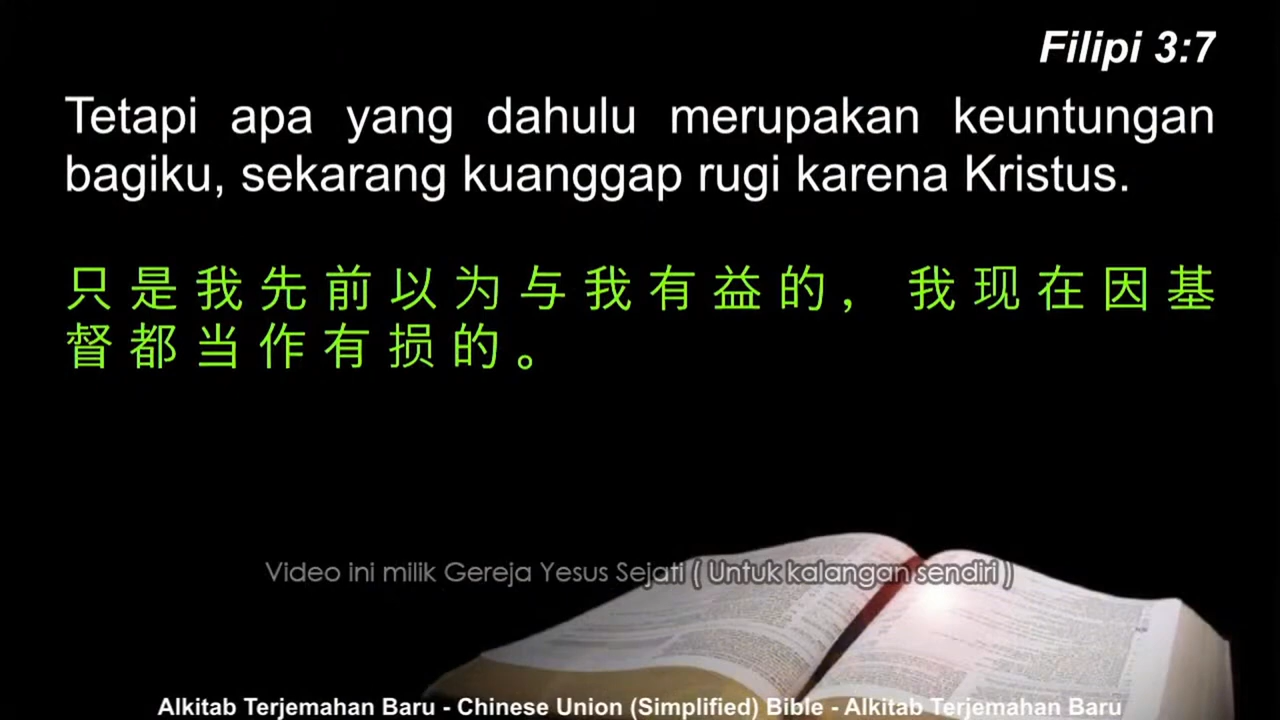 Filipi 3:7
Tetapi apa yang dahulu merupakan keuntungan
bagiku, sekarang kuanggap rugi karena Kristus.
只是我先前以为与我有益的，我现在因基
督都当作有损的。
Video ini milik Gereja Yesus Sejati ( Untuk kalangan sendiri )
Alkitab Terjemahan Baru - Chinese Union (Simplified) Bible - Alkitab Terjemahan Baru